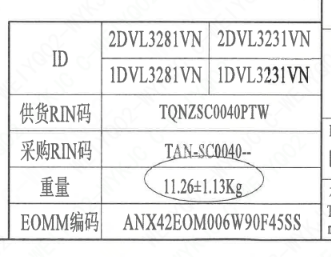 2DVL3281VN 2DVL3231VN
ID
1DVL3281VN 1DVL3231VN
供货RIN码 TQNZSC0040PTW
采购RIN码 TAN-SC0040--
重量 11.26±1.13Kg
EOMM编码 ANX42EOM006W90F45SS